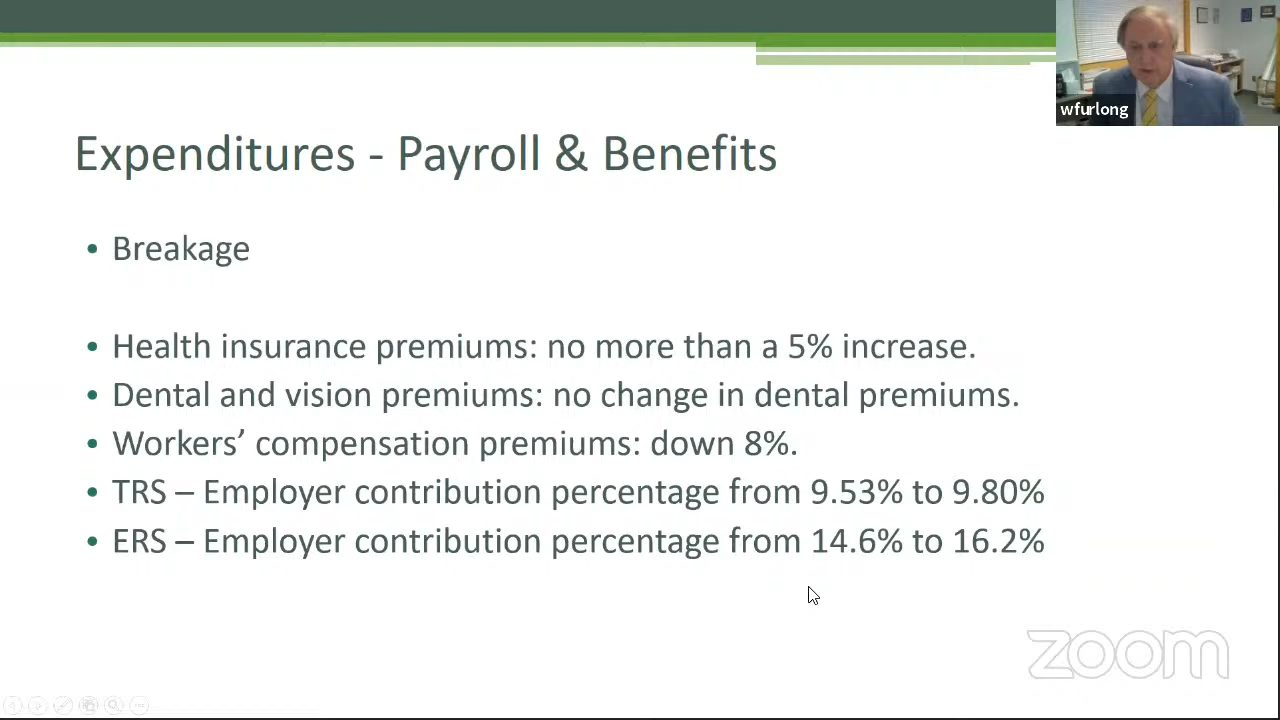 wfurlong
Expenditures - Payroll & Benefits
• Breakage
• Health insurance premiums: no more than a 5% increase.
• Dental and vision premiums: no change in dental premiums.
• Workers’ compensation premiums: down 8%.
• TRS – Employer contribution percentage from 9.53% to 9.80%
• ERS – Employer contribution percentage from 14.6% to 16.2%
zoom